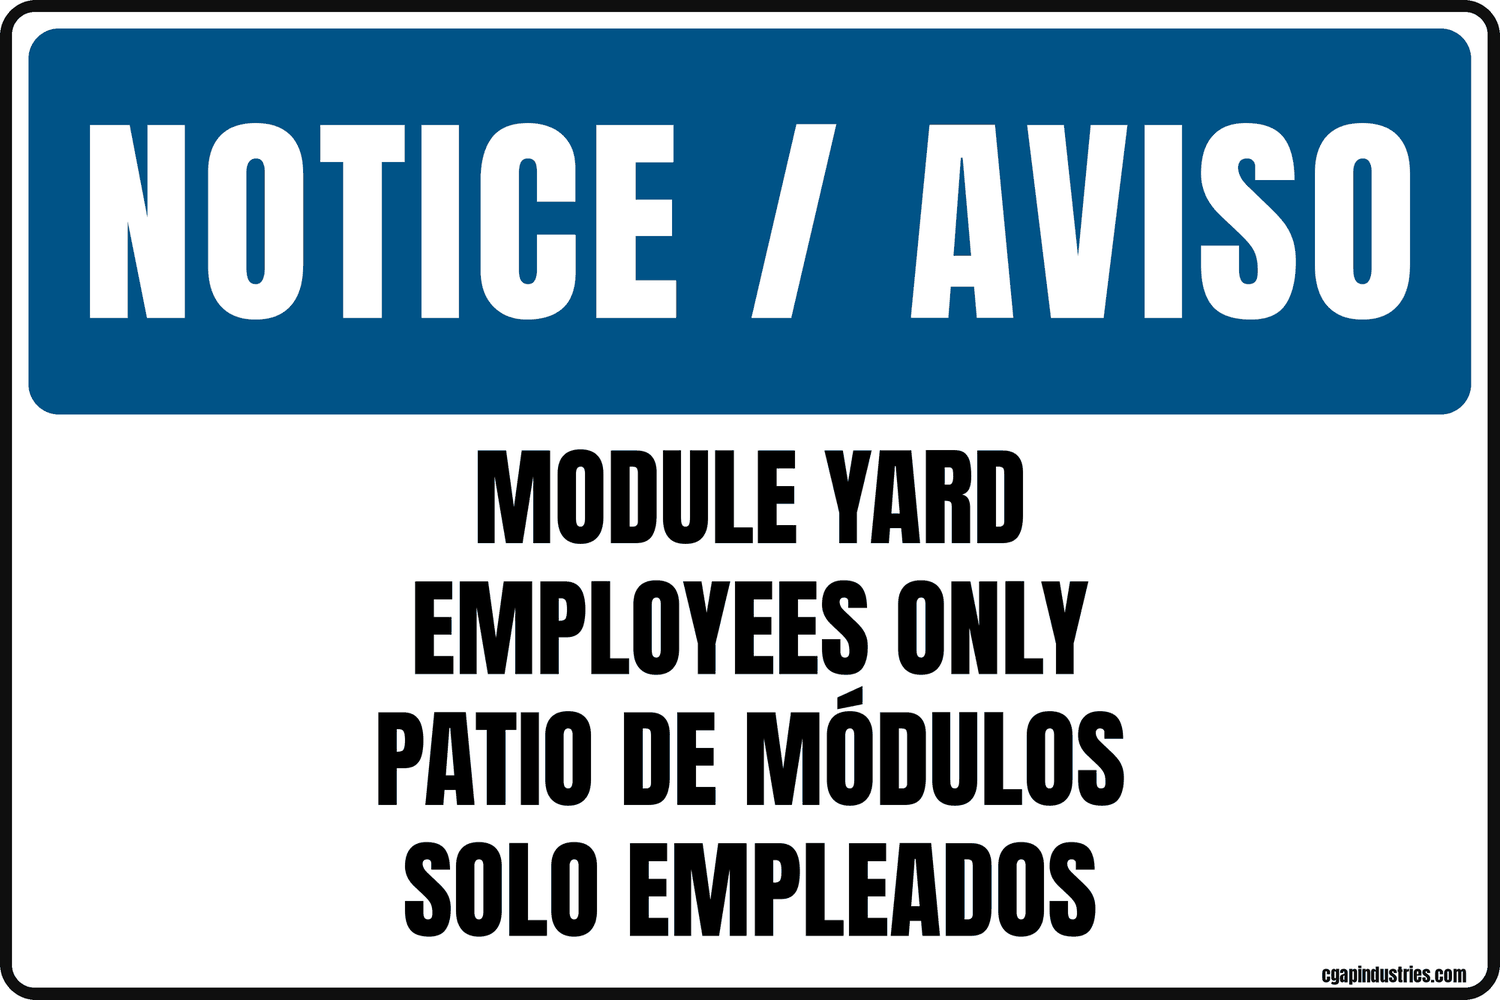 NOTICE / AVISO
MODULE YARD
EMPLOYEES ONLY
PATIO DE MÓDULOS
SOLO EMPLEADOS
cgapindustries.com